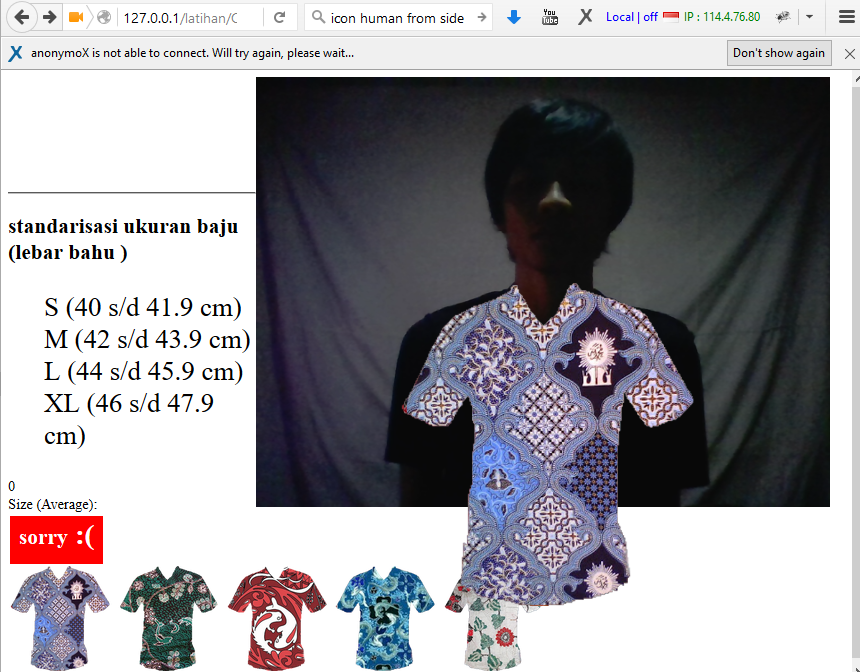 127.0.0.1/latihan/C
icon human from side
You
Tube
Local | off
IP : 114.4.76.80
anonymoX is not able to connect. Will try again, please wait...
Don't show again
standarisasi ukuran baju
(lebar bahu )
S (40 s/d 41.9 cm)
M (42 s/d 43.9 cm)
L (44 s/d 45.9 cm)
XL (46 s/d 47.9
cm)
0
Size (Average):
sorry :(